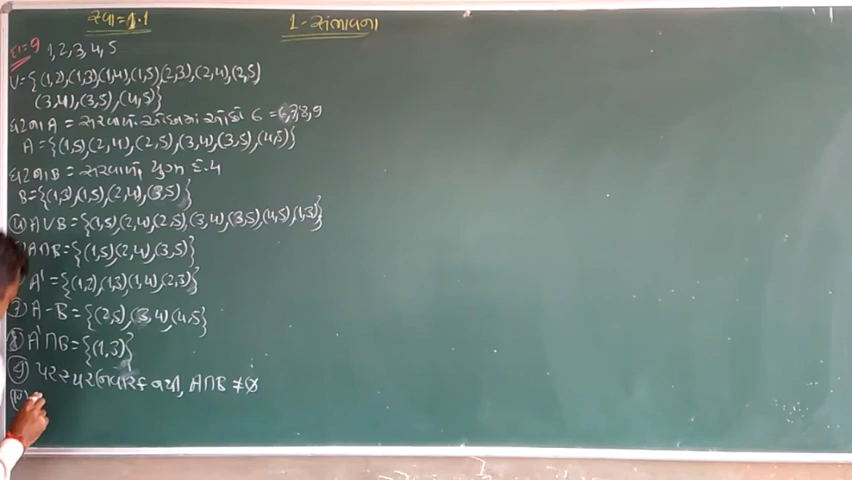 સ્વા=1.1
1-સંભાવના
દા=9 1,2,3,4,5
U={(1,2),(1,3)(1,4),(1,5)(2,3),(2,4),(2,5)
(3,4),(3,5),(4,5)}
ઘટના A = સરવાળો ઓછામાં ઓછો 6 = 6,7,8,9
A={(1,5),(2,4),(2,5),(3,4),(3,5),(4,5)}
ઘટના B = સરવાળો યુગ્મ
B={(1,3),(1,5),(2,4),(3,5)}
AUB={(1,5),(2,4),(2,5),(3,4),(3,5),(4,5),(1,3)}
A∩B={(1,5)(2,4),(3,5)}
A'={(1,2),(1,3)(1,4),(2,3)}
7 A-B={(2,5),(3,4),(4,5}
8 A'∩B={(1,3)}
9 પરસ્પર નિવારક નથી, A∩B≠∅
10